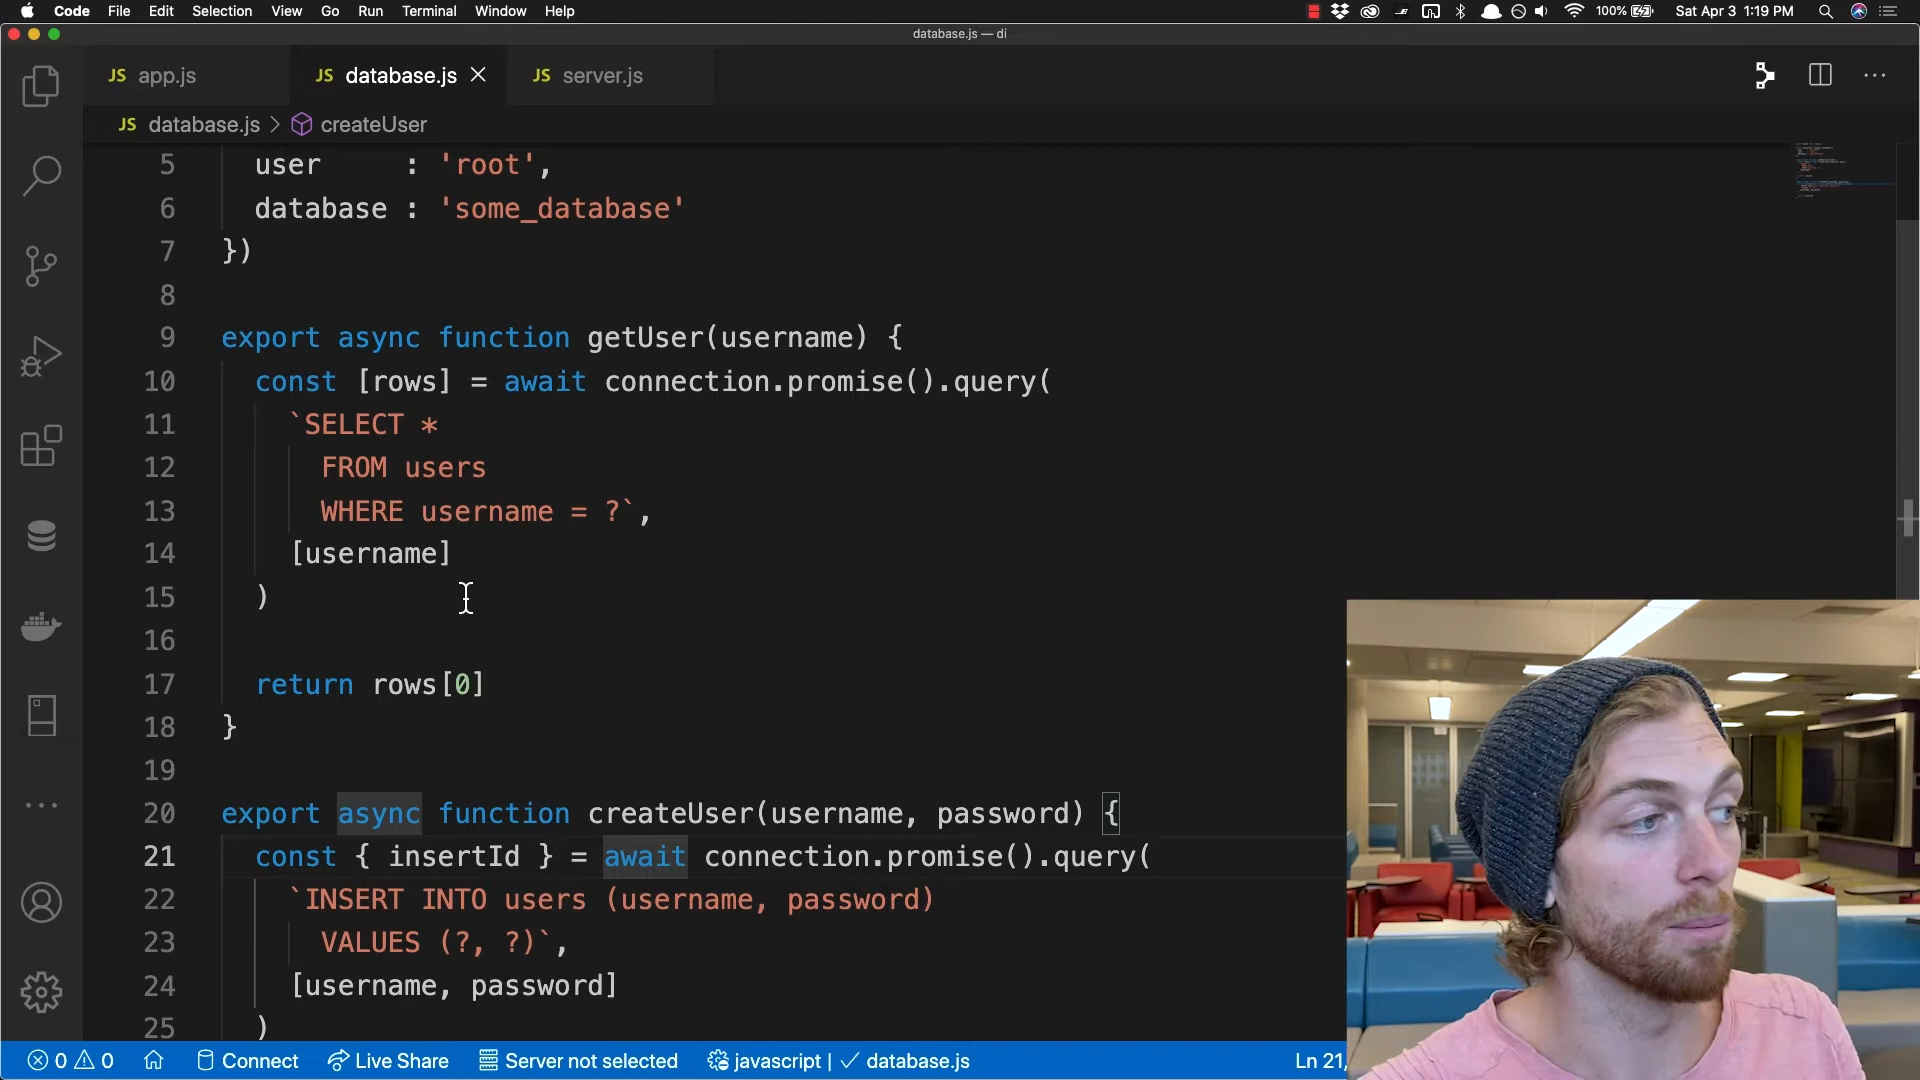 Code File Edit Selection View Go Run Terminal Window Help 100% Sat Apr 3 1:19 PM
database.js — di
JS app.js JS database.js JS server.js
JS database.js > createUser
5 user : 'root',
6 database : 'some_database'
7 })
8
9 export async function getUser(username) {
10 const [rows] = await connection.promise().query(
11 `SELECT *
12 FROM users
13 WHERE username = ?`,
14 [username]
15 )
16
17 return rows[0]
18 }
19
20 export async function createUser(username, password) {
21 const { insertId } = await connection.promise().query(
22 `INSERT INTO users (username, password)
23 VALUES (?, ?)`,
24 [username, password]
25 )
0 0 Connect Live Share Server not selected javascript | ✓ database.js Ln 21,